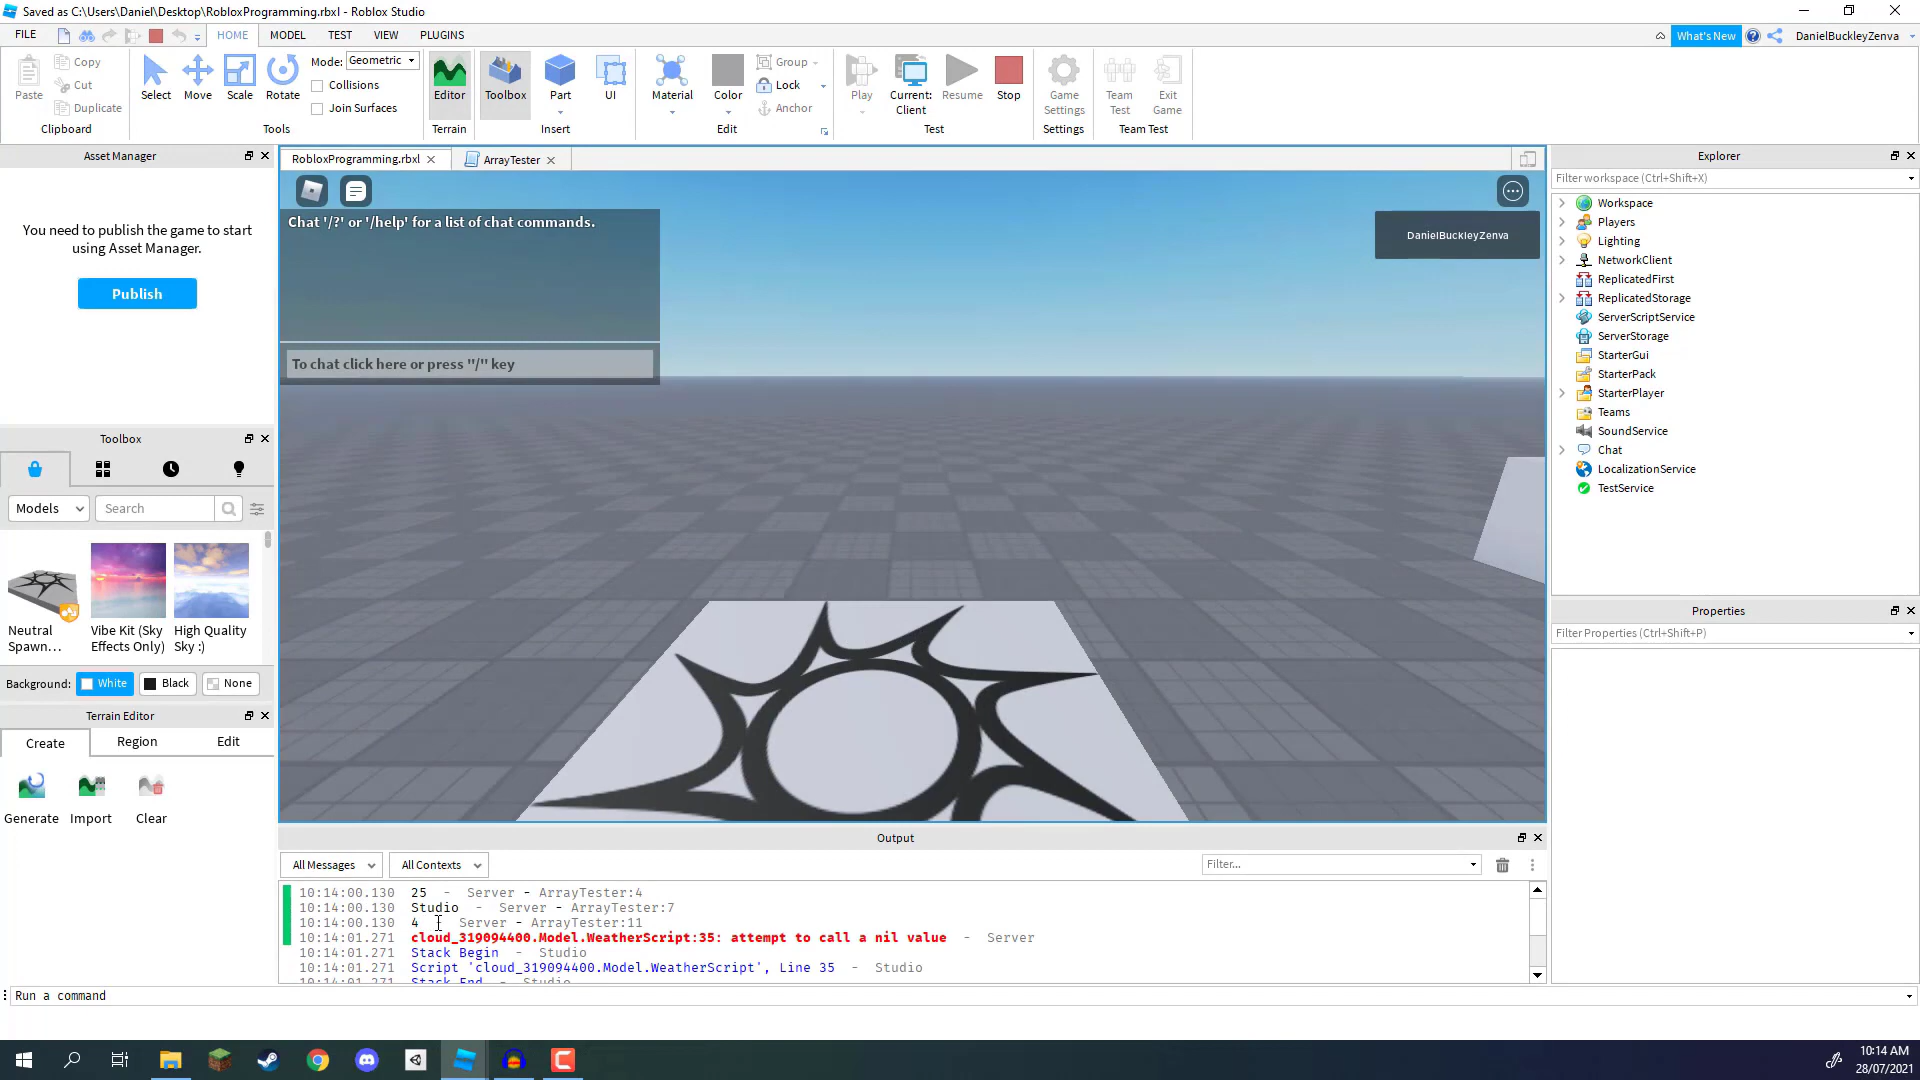 Saved as C:\Users\Daniel\Desktop\RobloxProgramming.rbxl - Roblox Studio
FILE
HOME
MODEL
TEST
VIEW
PLUGINS
What's New
DanielBuckleyZenva
Paste
Copy
Cut
Duplicate
Clipboard
Select
Move
Scale
Rotate
Mode: Geometric
Collisions
Join Surfaces
Tools
Editor
Terrain
Toolbox
Part
UI
Insert
Material
Color
Group
Lock
Anchor
Edit
Play
Current:
Client
Resume
Stop
Test
Game
Settings
Settings
Team
Test
Exit
Game
Team Test
Asset Manager
You need to publish the game to start
using Asset Manager.
Publish
Toolbox
Models
Search
Neutral
Spawn...
Vibe Kit (Sky
Effects Only)
High Quality
Sky :)
Background:
White
Black
None
Terrain Editor
Create
Region
Edit
Generate
Import
Clear
RobloxProgramming.rbxl
ArrayTester
Chat '/?' or '/help' for a list of chat commands.
To chat click here or press "/" key
DanielBuckleyZenva
Output
All Messages
All Contexts
Filter...
10:14:00.130 25 - Server - ArrayTester:4
10:14:00.130 Studio - Server - ArrayTester:7
10:14:00.130 4 - Server - ArrayTester:11
10:14:01.271 cloud_319094400.Model.WeatherScript:35: attempt to call a nil value - Server
10:14:01.271 Stack Begin - Studio
10:14:01.271 Script 'cloud_319094400.Model.WeatherScript', Line 35 - Studio
10:14:01.271 Stack End - Studio
Explorer
Filter workspace (Ctrl+Shift+X)
Workspace
Players
Lighting
NetworkClient
ReplicatedFirst
ReplicatedStorage
ServerScriptService
ServerStorage
StarterGui
StarterPack
StarterPlayer
Teams
SoundService
Chat
LocalizationService
TestService
Properties
Filter Properties (Ctrl+Shift+P)
Run a command
10:14 AM
28/07/2021